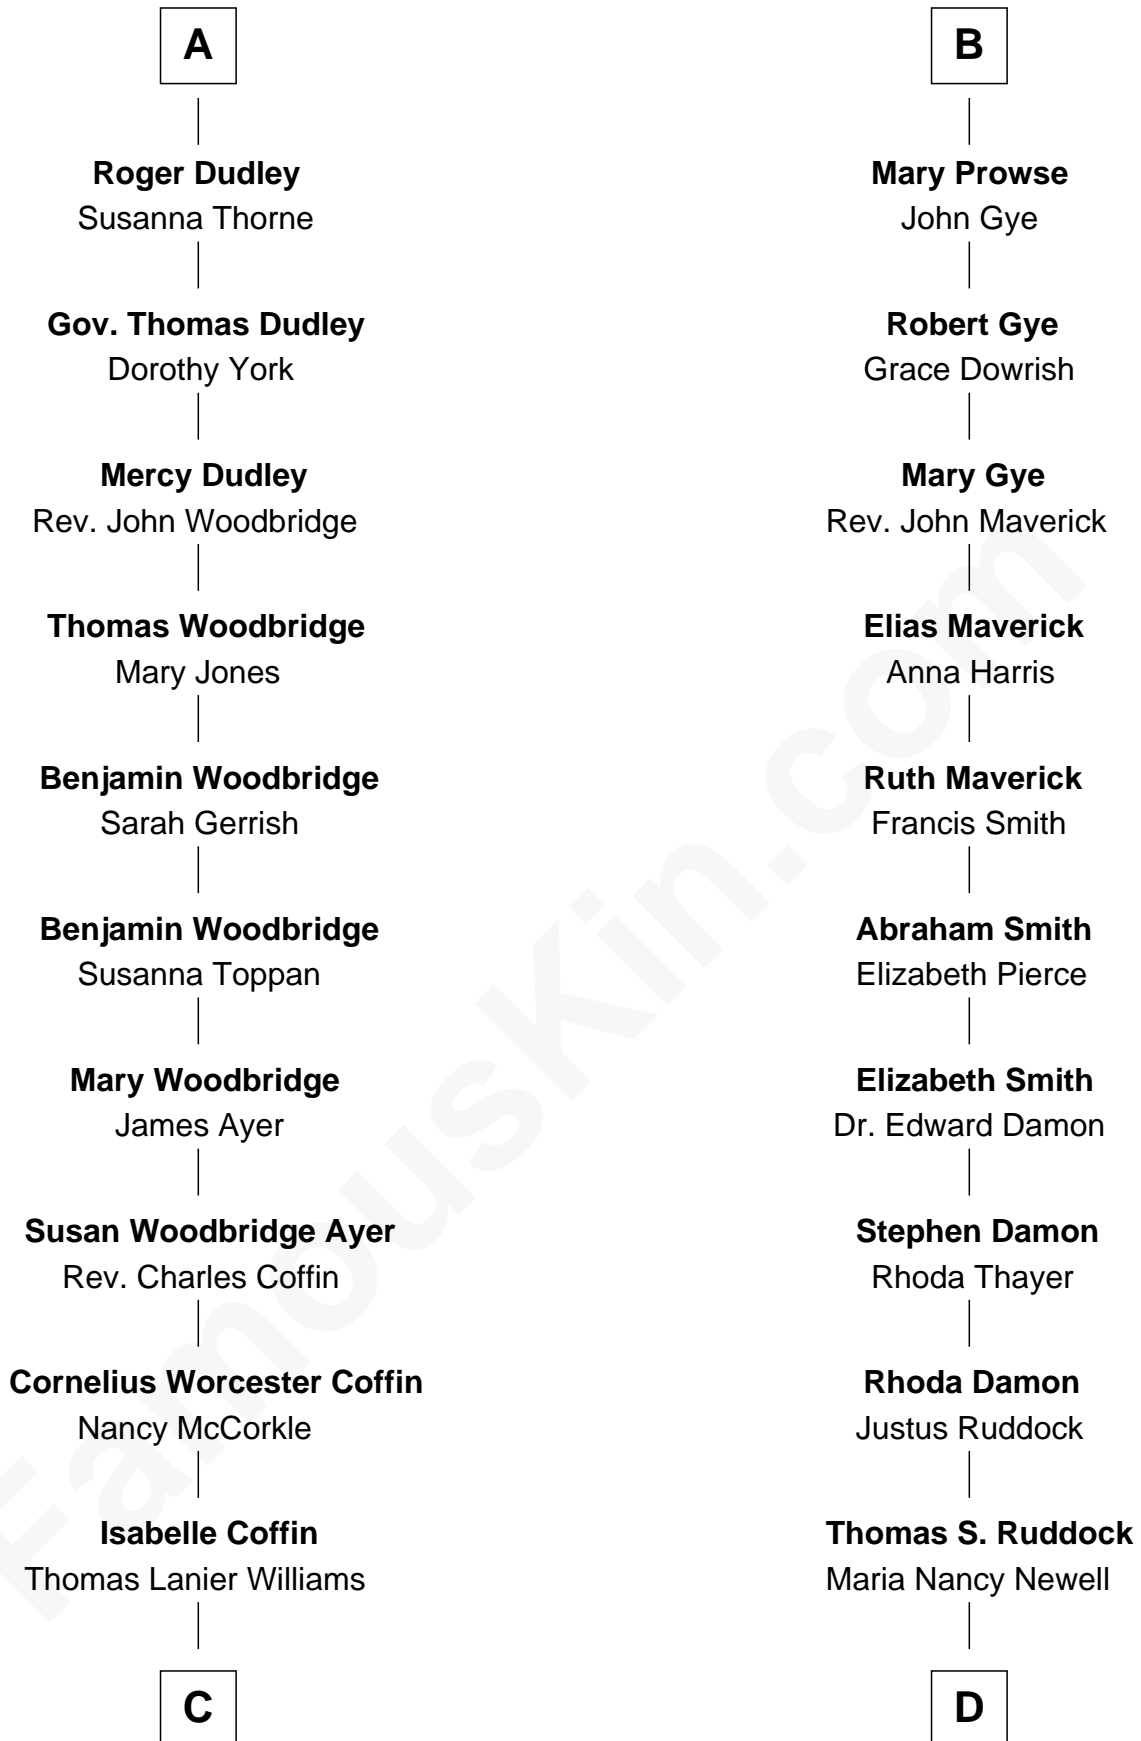 A
Roger Dudley
Susanna Thorne
Gov. Thomas Dudley
Dorothy York
Mercy Dudley
Rev. John Woodbridge
Thomas Woodbridge
Mary Jones
Benjamin Woodbridge
Sarah Gerrish
Benjamin Woodbridge
Susanna Toppan
Mary Woodbridge
James Ayer
Susan Woodbridge Ayer
Rev. Charles Coffin
Cornelius Worcester Coffin
Nancy McCorkle
Isabelle Coffin
Thomas Lanier Williams
C
B
Mary Prowse
John Gye
Robert Gye
Grace Dowrish
Mary Gye
Rev. John Maverick
Elias Maverick
Anna Harris
Ruth Maverick
Francis Smith
Abraham Smith
Elizabeth Pierce
Elizabeth Smith
Dr. Edward Damon
Stephen Damon
Rhoda Thayer
Rhoda Damon
Justus Ruddock
Thomas S. Ruddock
Maria Nancy Newell
D
FamousKin.com